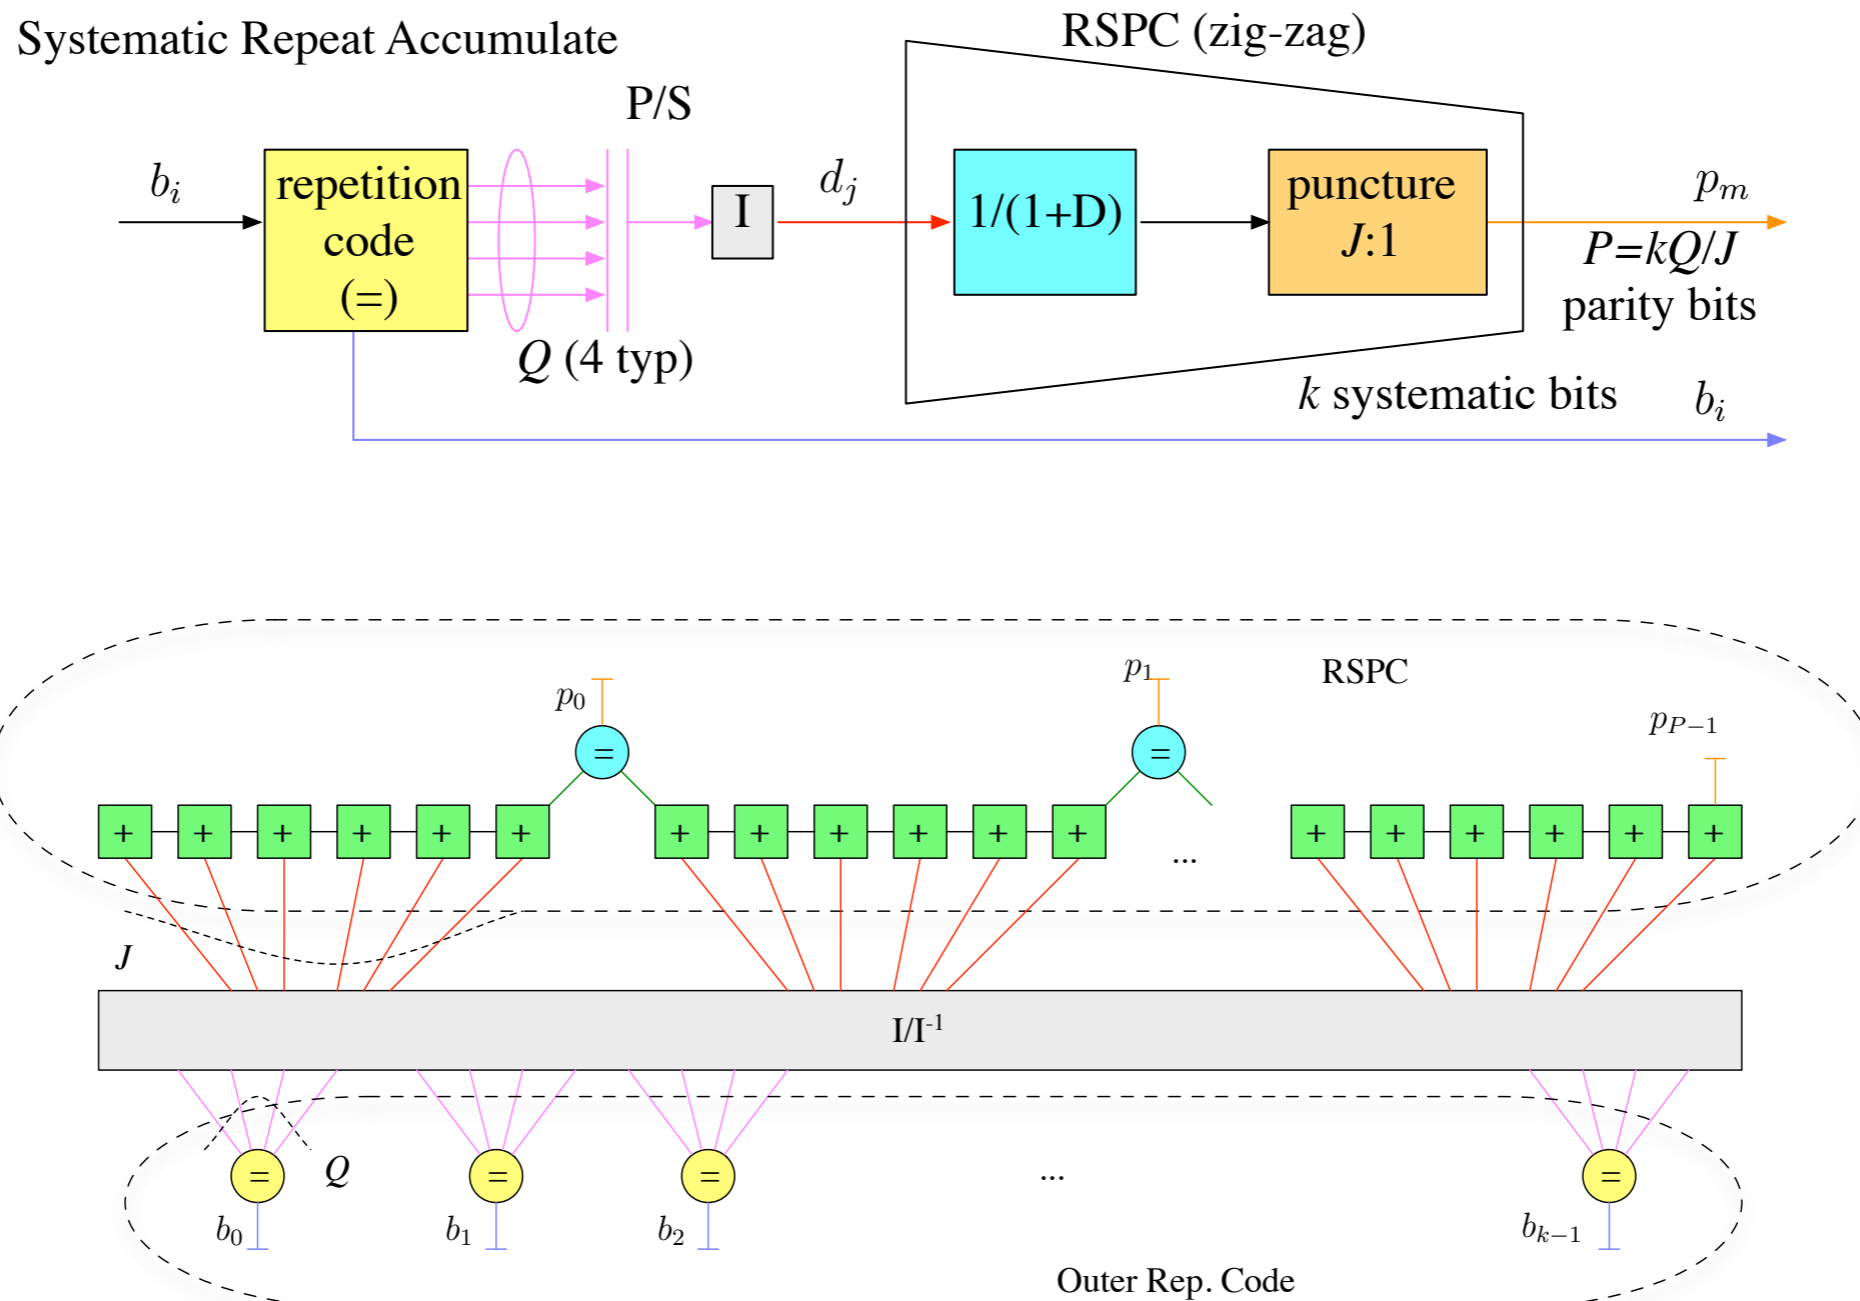 Systematic Repeat Accumulate
RSPC (zig-zag)
P/S
b_i
repetition
code
(=)
I
d_j
1/(1+D)
puncture
J:1
p_m
P=kQ/J
parity bits
Q (4 typ)
k systematic bits
b_i
RSPC
p_0
p_1
p_{P-1}
= =
+ + + + + + + + + + + + ... + + + + + +
J
I/I^{-1}
= = = ... =
Q
b_0 b_1 b_2 b_{k-1}
Outer Rep. Code